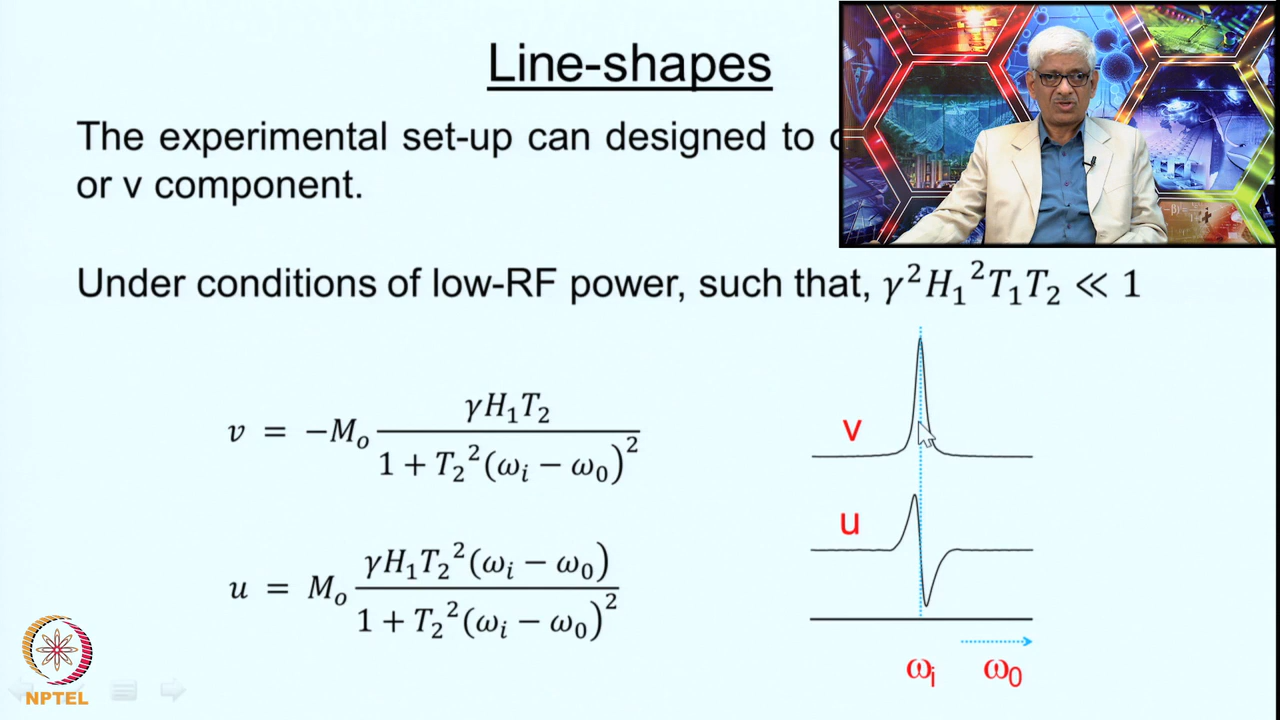 Line-shapes
The experimental set-up can designed to
or v component.
Under conditions of low-RF power, such that, γ²H₁²T₁T₂ ≪ 1
v = −Mₒ γH₁T₂ / 1 + T₂²(ωᵢ − ω₀)²
u = Mₒ γH₁T₂²(ωᵢ − ω₀) / 1 + T₂²(ωᵢ − ω₀)²
v
u
ωᵢ ω₀
NPTEL